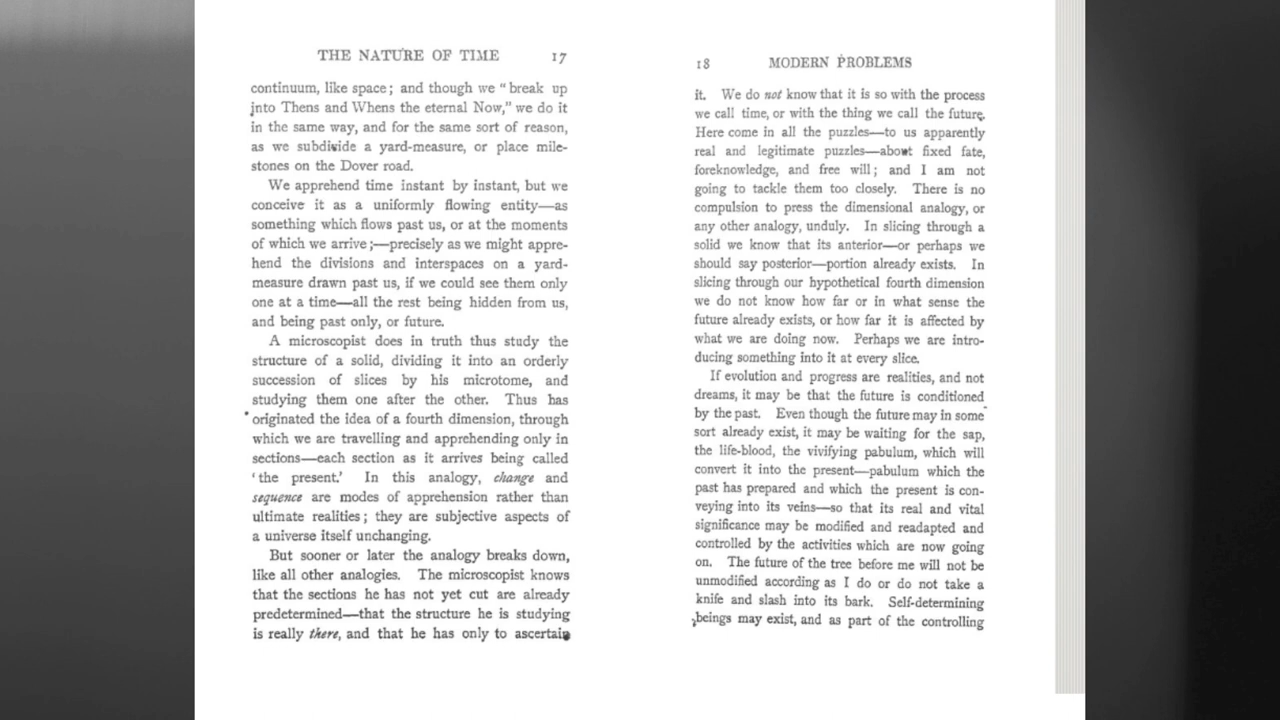 THE NATURE OF TIME 17
continuum, like space; and though we "break up
into Thens and Whens the eternal Now," we do it
in the same way, and for the same sort of reason,
as we subdivide a yard-measure, or place mile-
stones on the Dover road.
We apprehend time instant by instant, but we
conceive it as a uniformly flowing entity—as
something which flows past us, or at the moments
of which we arrive;—precisely as we might appre-
hend the divisions and interspaces on a yard-
measure drawn past us, if we could see them only
one at a time—all the rest being hidden from us,
and being past only, or future.
A microscopist does in truth thus study the
structure of a solid, dividing it into an orderly
succession of slices by his microtome, and
studying them one after the other. Thus has
originated the idea of a fourth dimension, through
which we are travelling and apprehending only in
sections—each section as it arrives being called
'the present.' In this analogy, change and
sequence are modes of apprehension rather than
ultimate realities; they are subjective aspects of
a universe itself unchanging.
But sooner or later the analogy breaks down,
like all other analogies. The microscopist knows
that the sections he has not yet cut are already
predetermined—that the structure he is studying
is really there, and that he has only to ascertain
18 MODERN PROBLEMS
it. We do not know that it is so with the process
we call time, or with the thing we call the future.
Here come in all the puzzles—to us apparently
real and legitimate puzzles—about fixed fate,
foreknowledge, and free will; and I am not
going to tackle them too closely. There is no
compulsion to press the dimensional analogy, or
any other analogy, unduly. In slicing through a
solid we know that its anterior—or perhaps we
should say posterior—portion already exists. In
slicing through our hypothetical fourth dimension
we do not know how far or in what sense the
future already exists, or how far it is affected by
what we are doing now. Perhaps we are intro-
ducing something into it at every slice.
If evolution and progress are realities, and not
dreams, it may be that the future is conditioned
by the past. Even though the future may in some
sort already exist, it may be waiting for the sap,
the life-blood, the vivifying pabulum, which will
convert it into the present—pabulum which the
past has prepared and which the present is con-
veying into its veins—so that its real and vital
significance may be modified and readapted and
controlled by the activities which are now going
on. The future of the tree before me will not be
unmodified according as I do or do not take a
knife and slash into its bark. Self-determining
beings may exist, and as part of the controlling